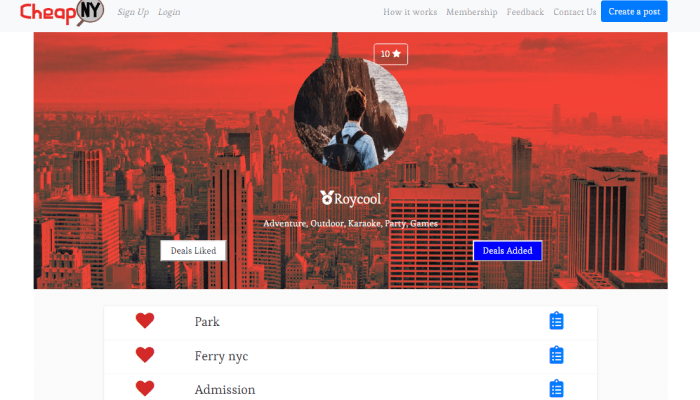 CheapNY Sign Up Login How it works Membership Feedback Contact Us Create a post
10
Roycool
Adventure, Outdoor, Karaoke, Party, Games
Deals Liked Deals Added
Park
Ferry nyc
Admission